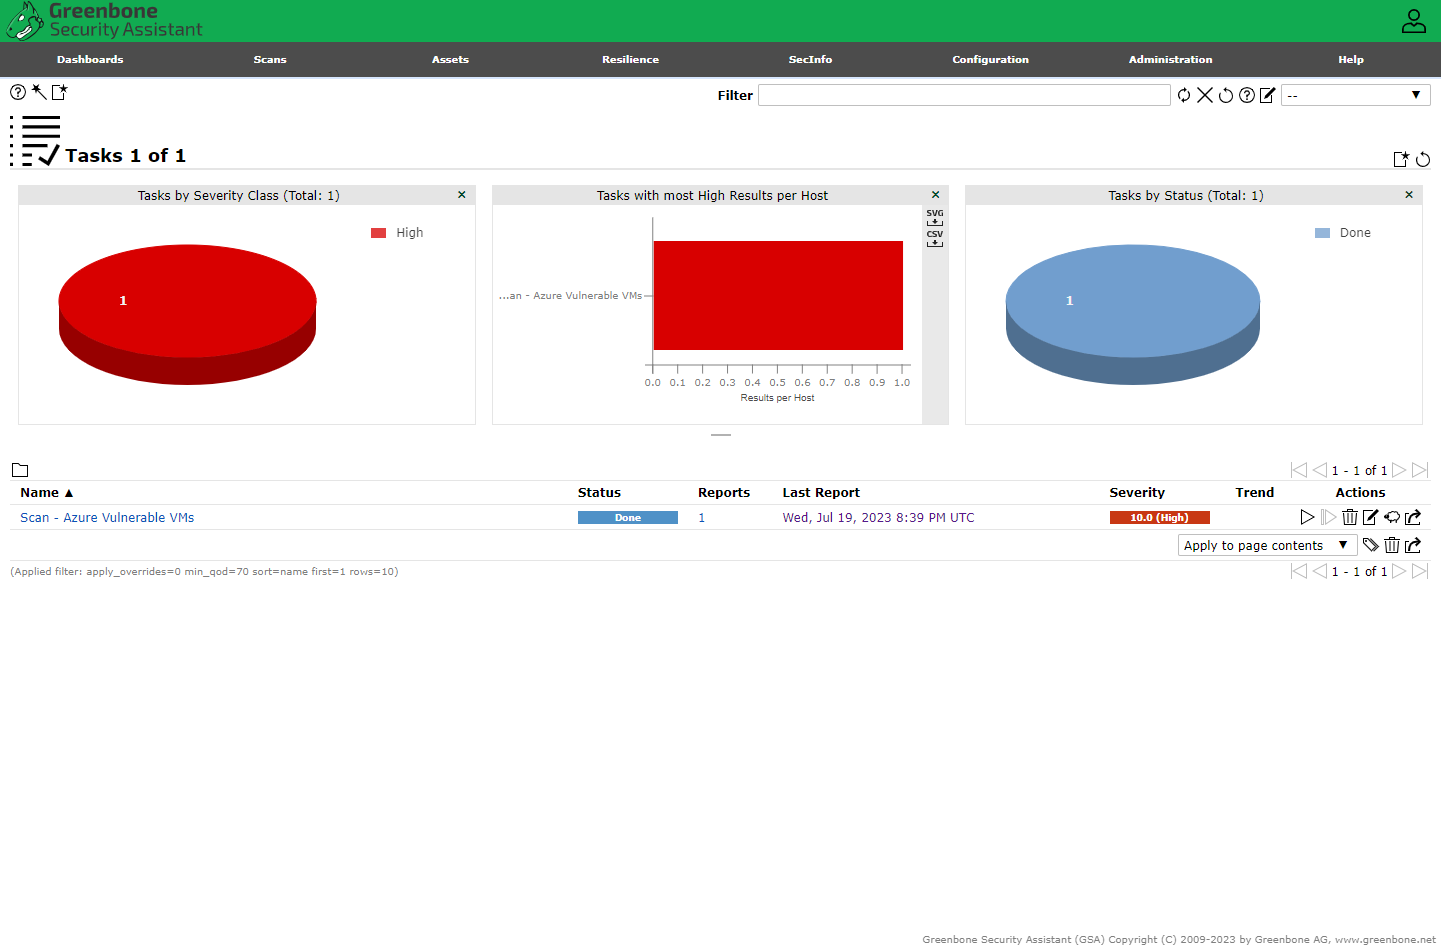 Greenbone
Security Assistant
Dashboards Scans Assets Resilience SecInfo Configuration Administration Help
Filter --
Tasks 1 of 1
Tasks by Severity Class (Total: 1)
High
1
Tasks with most High Results per Host
SVG
CSV
...an - Azure Vulnerable VMs
0.0 0.1 0.2 0.3 0.4 0.5 0.6 0.7 0.8 0.9 1.0
Results per Host
Tasks by Status (Total: 1)
Done
1
1 - 1 of 1
Name ▲ Status Reports Last Report Severity Trend Actions
Scan - Azure Vulnerable VMs Done 1 Wed, Jul 19, 2023 8:39 PM UTC 10.0 (High)
Apply to page contents ▼
(Applied filter: apply_overrides=0 min_qod=70 sort=name first=1 rows=10) 1 - 1 of 1
Greenbone Security Assistant (GSA) Copyright (C) 2009-2023 by Greenbone AG, www.greenbone.net